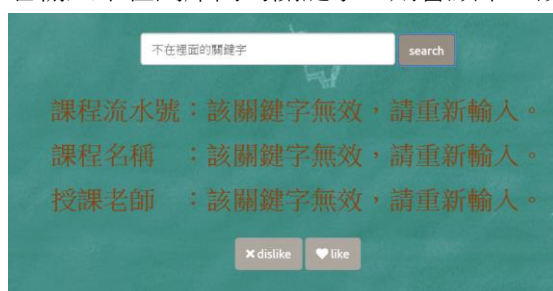 不在裡面的關鍵字 search
課程流水號：該關鍵字無效，請重新輸入。
課程名稱　：該關鍵字無效，請重新輸入。
授課老師　：該關鍵字無效，請重新輸入。
dislike like